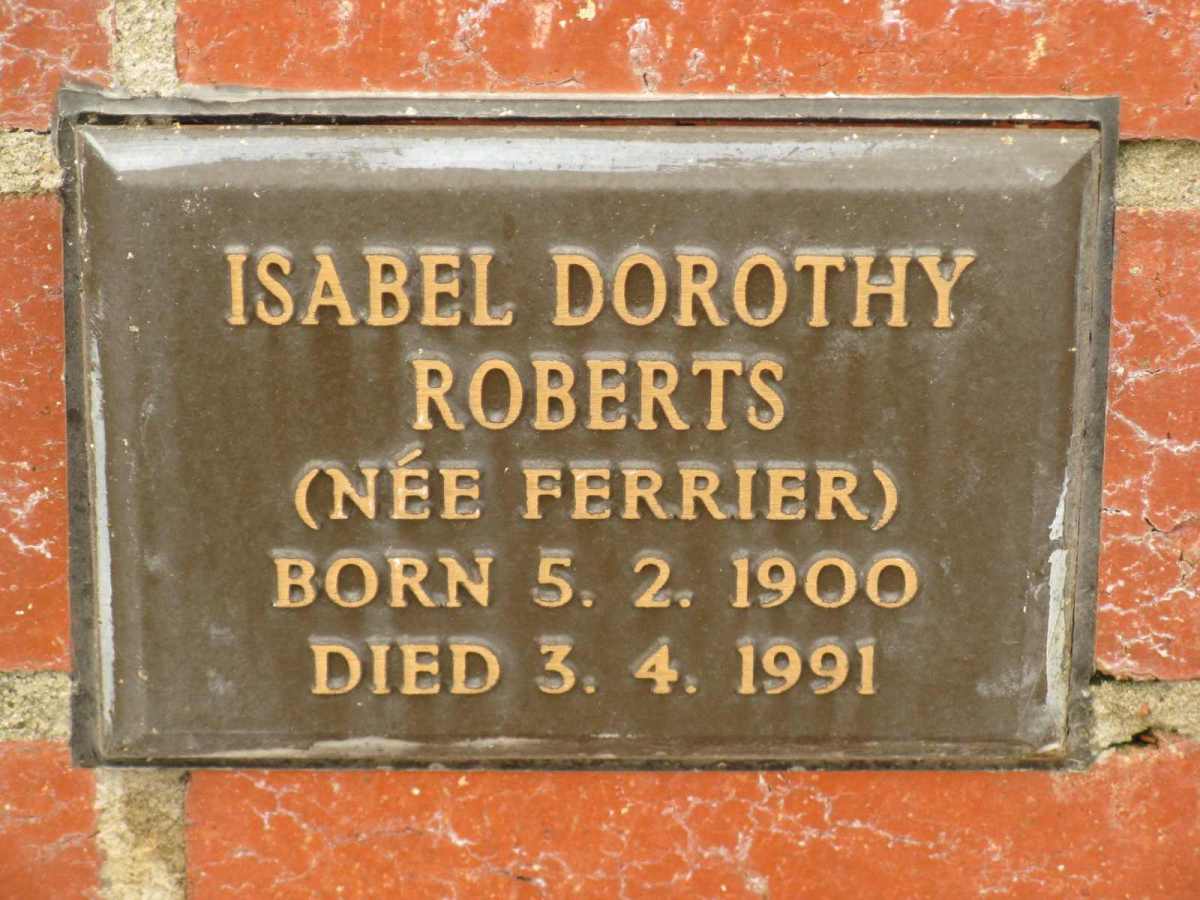 ISABEL DOROTHY
ROBERTS
(NÉE FERRIER)
BORN 5. 2. 1900
DIED 3. 4. 1991